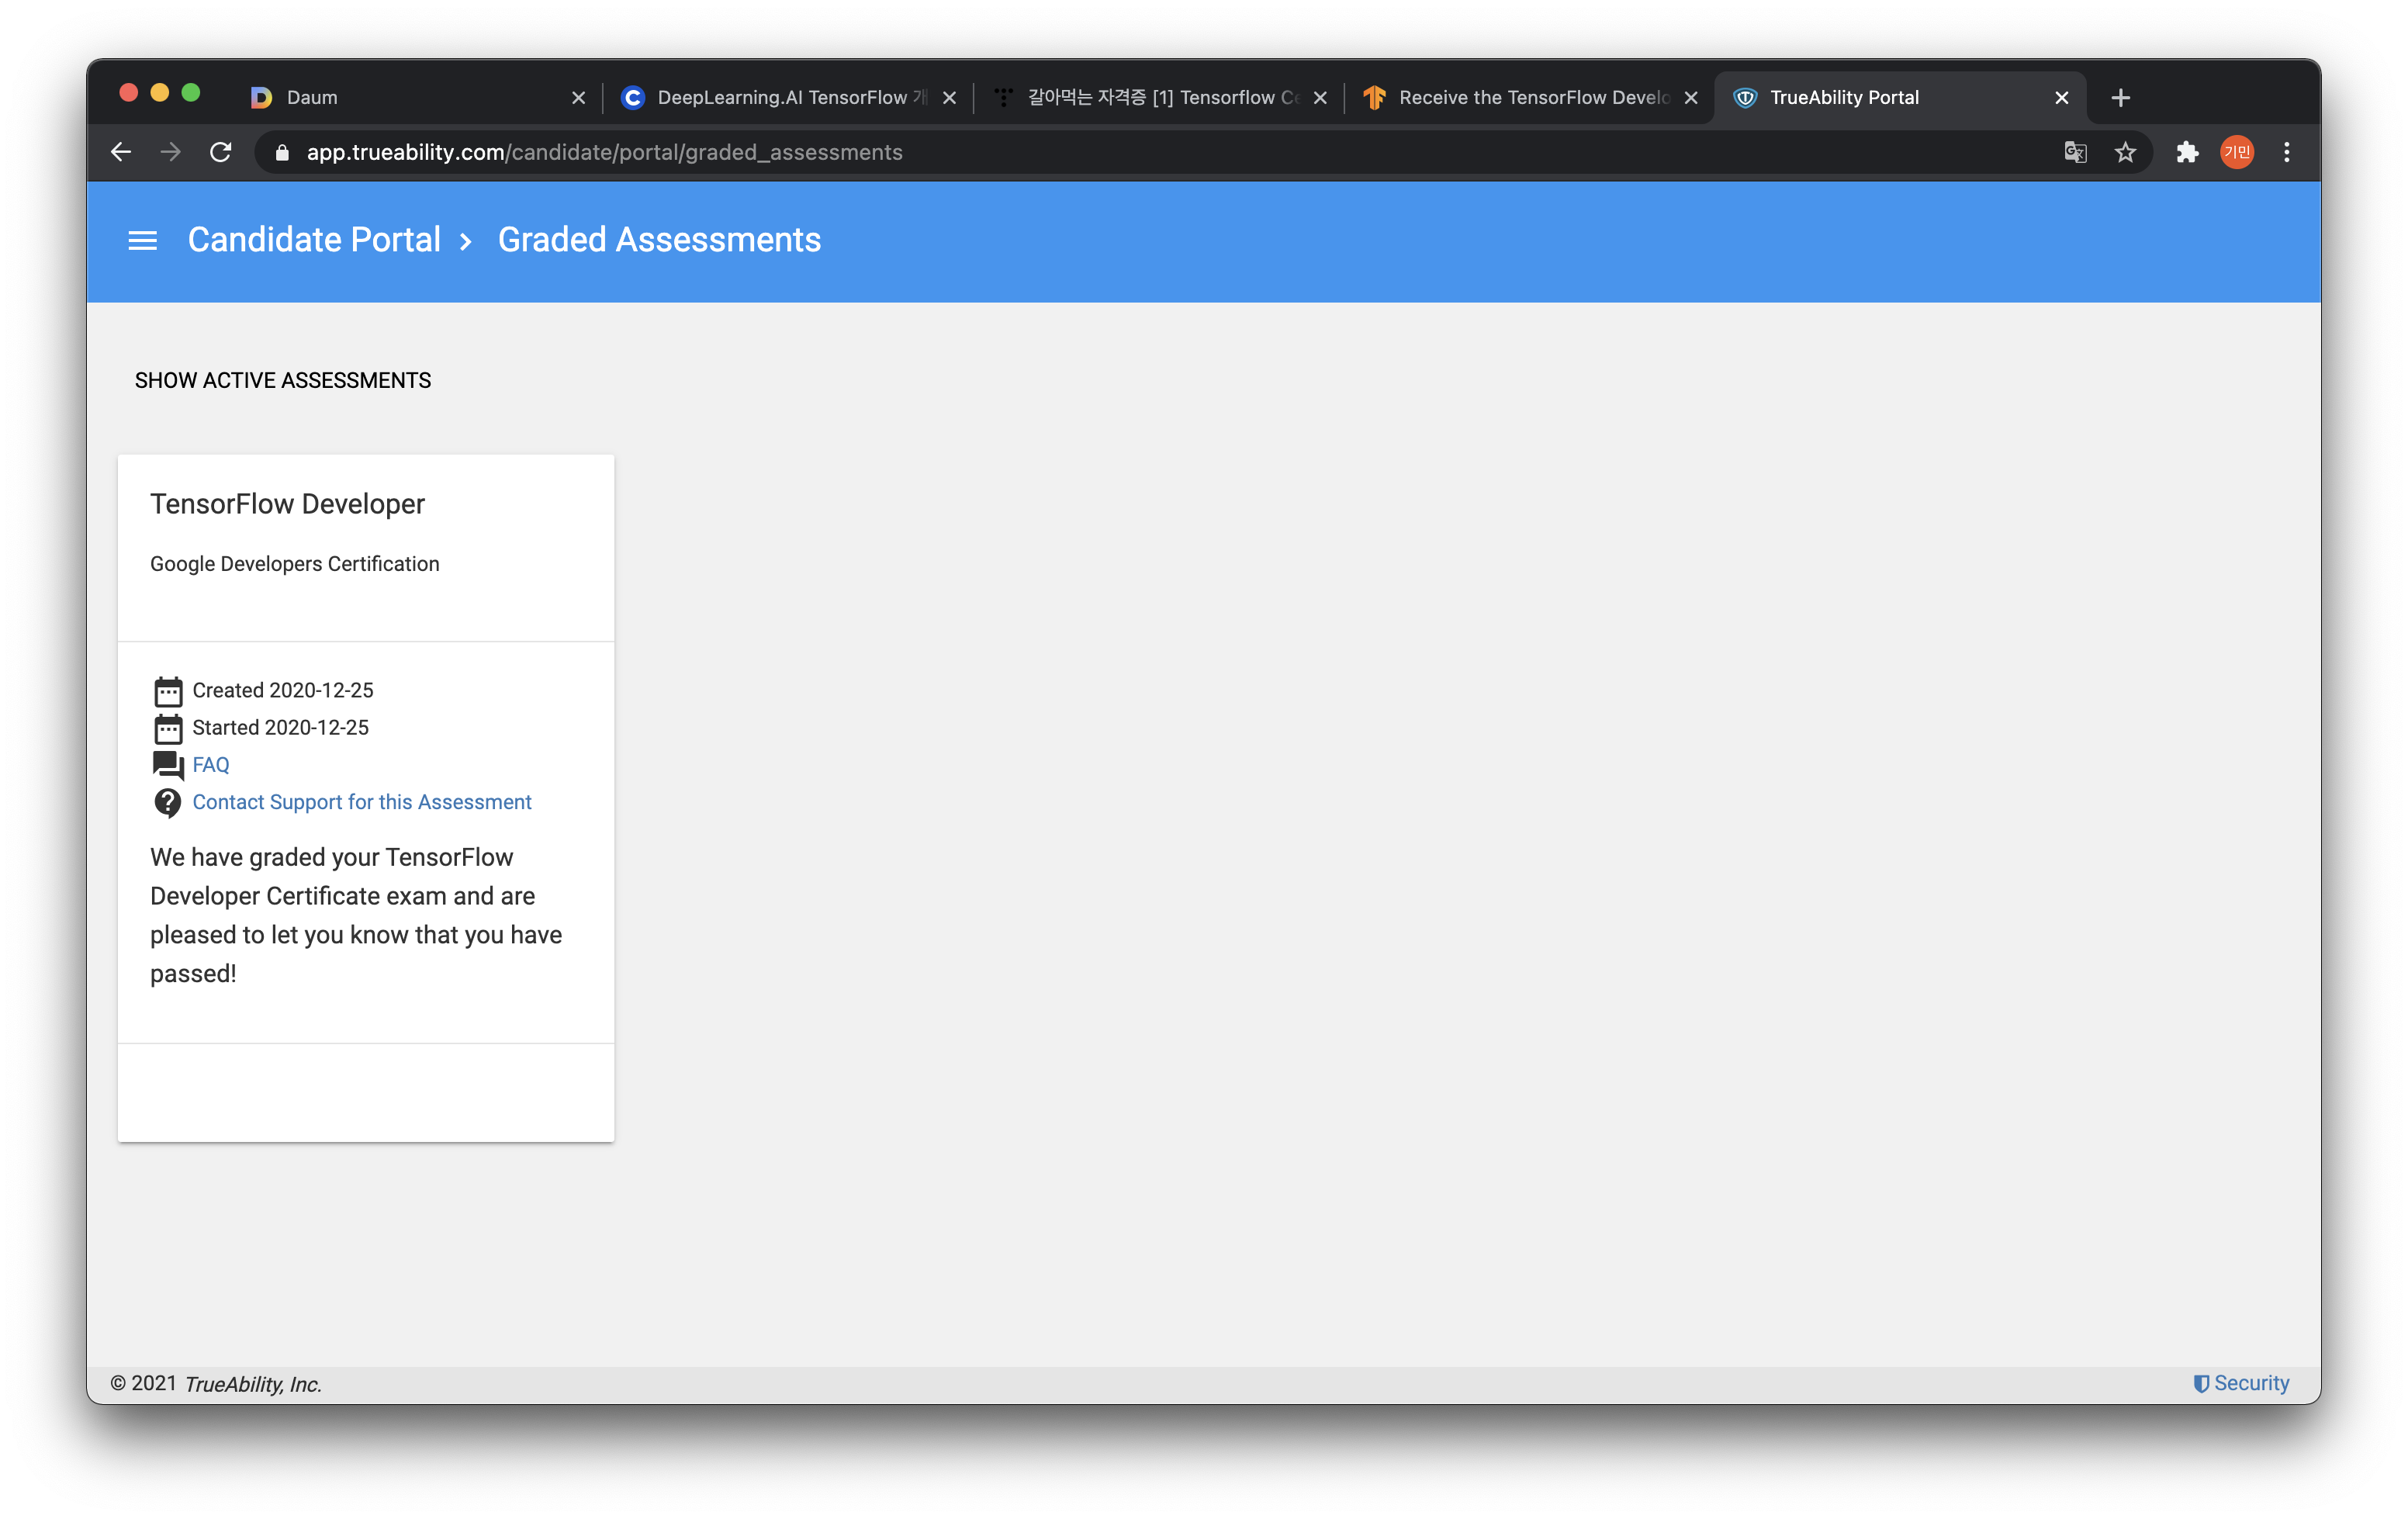 Daum
DeepLearning.AI TensorFlow 개
갈아먹는 자격증 [1] Tensorflow Ce
Receive the TensorFlow Develo
TrueAbility Portal
app.trueability.com/candidate/portal/graded_assessments
기민
Candidate Portal > Graded Assessments
SHOW ACTIVE ASSESSMENTS
TensorFlow Developer
Google Developers Certification
Created 2020-12-25
Started 2020-12-25
FAQ
Contact Support for this Assessment
We have graded your TensorFlow
Developer Certificate exam and are
pleased to let you know that you have
passed!
© 2021 TrueAbility, Inc.
Security